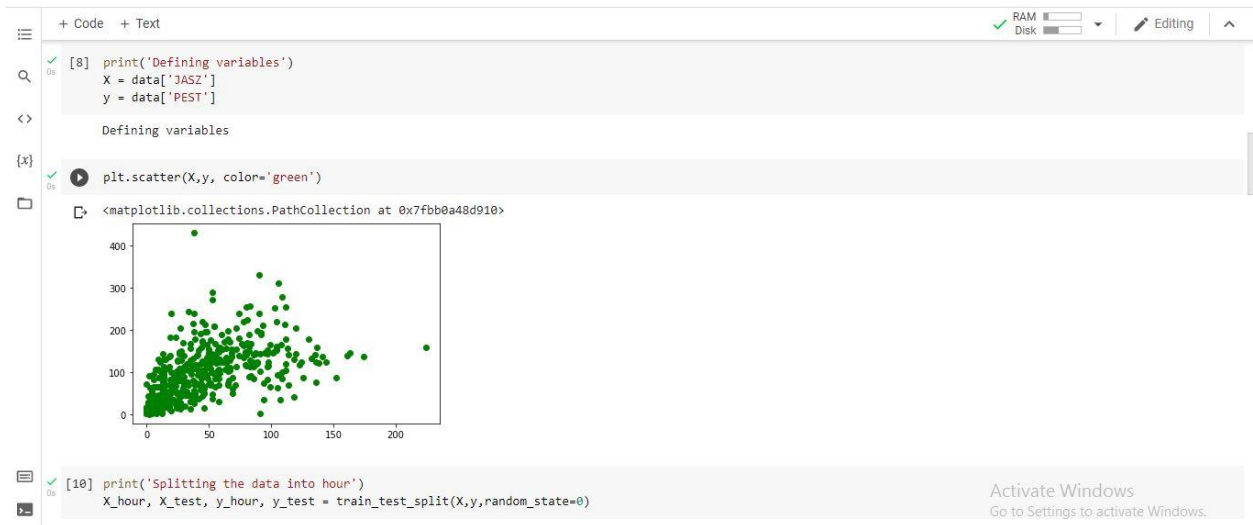 + Code + Text
RAM
Disk
Editing
[8] print('Defining variables')
X = data['JASZ']
y = data['PEST']
0s
Defining variables
{x}
plt.scatter(X,y, color='green')
0s
<matplotlib.collections.PathCollection at 0x7fbb0a48d910>
400
300
200
100
0
0 50 100 150 200
[10] print('Splitting the data into hour')
0s
X_hour, X_test, y_hour, y_test = train_test_split(X,y,random_state=0)
Activate Windows
Go to Settings to activate Windows.